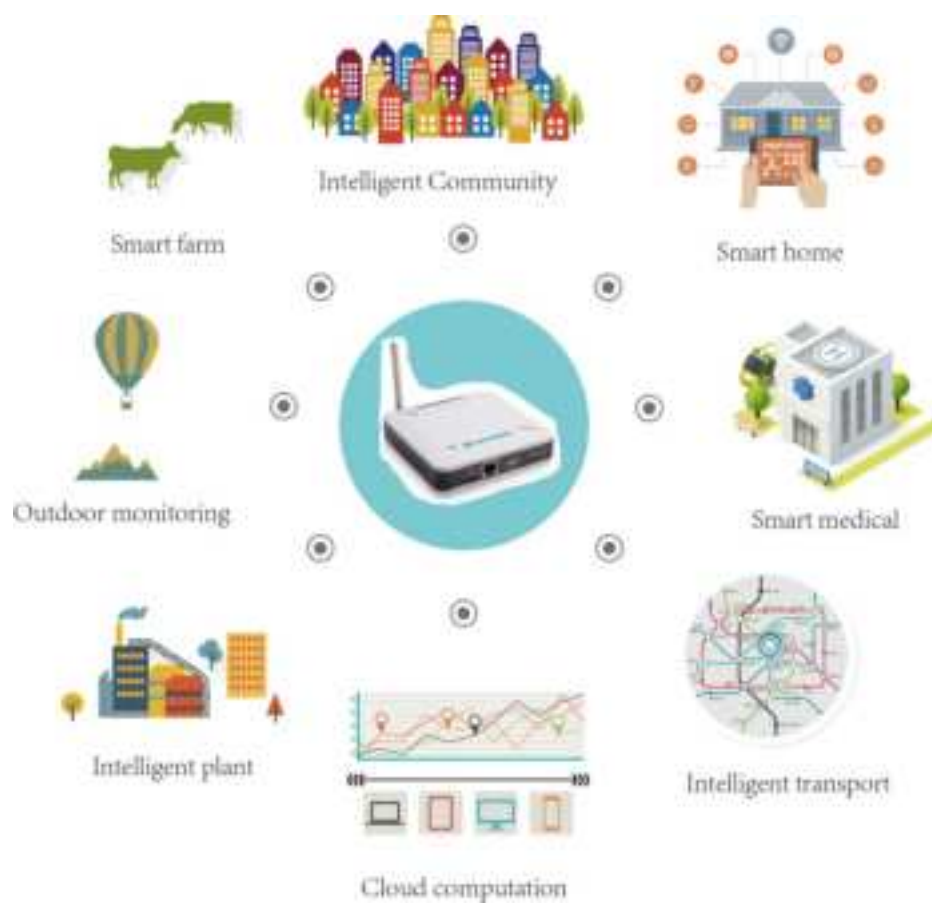 Intelligent Community
Smart farm
Smart home
Outdoor monitoring
Smart medical
Intelligent plant
Intelligent transport
Cloud computation